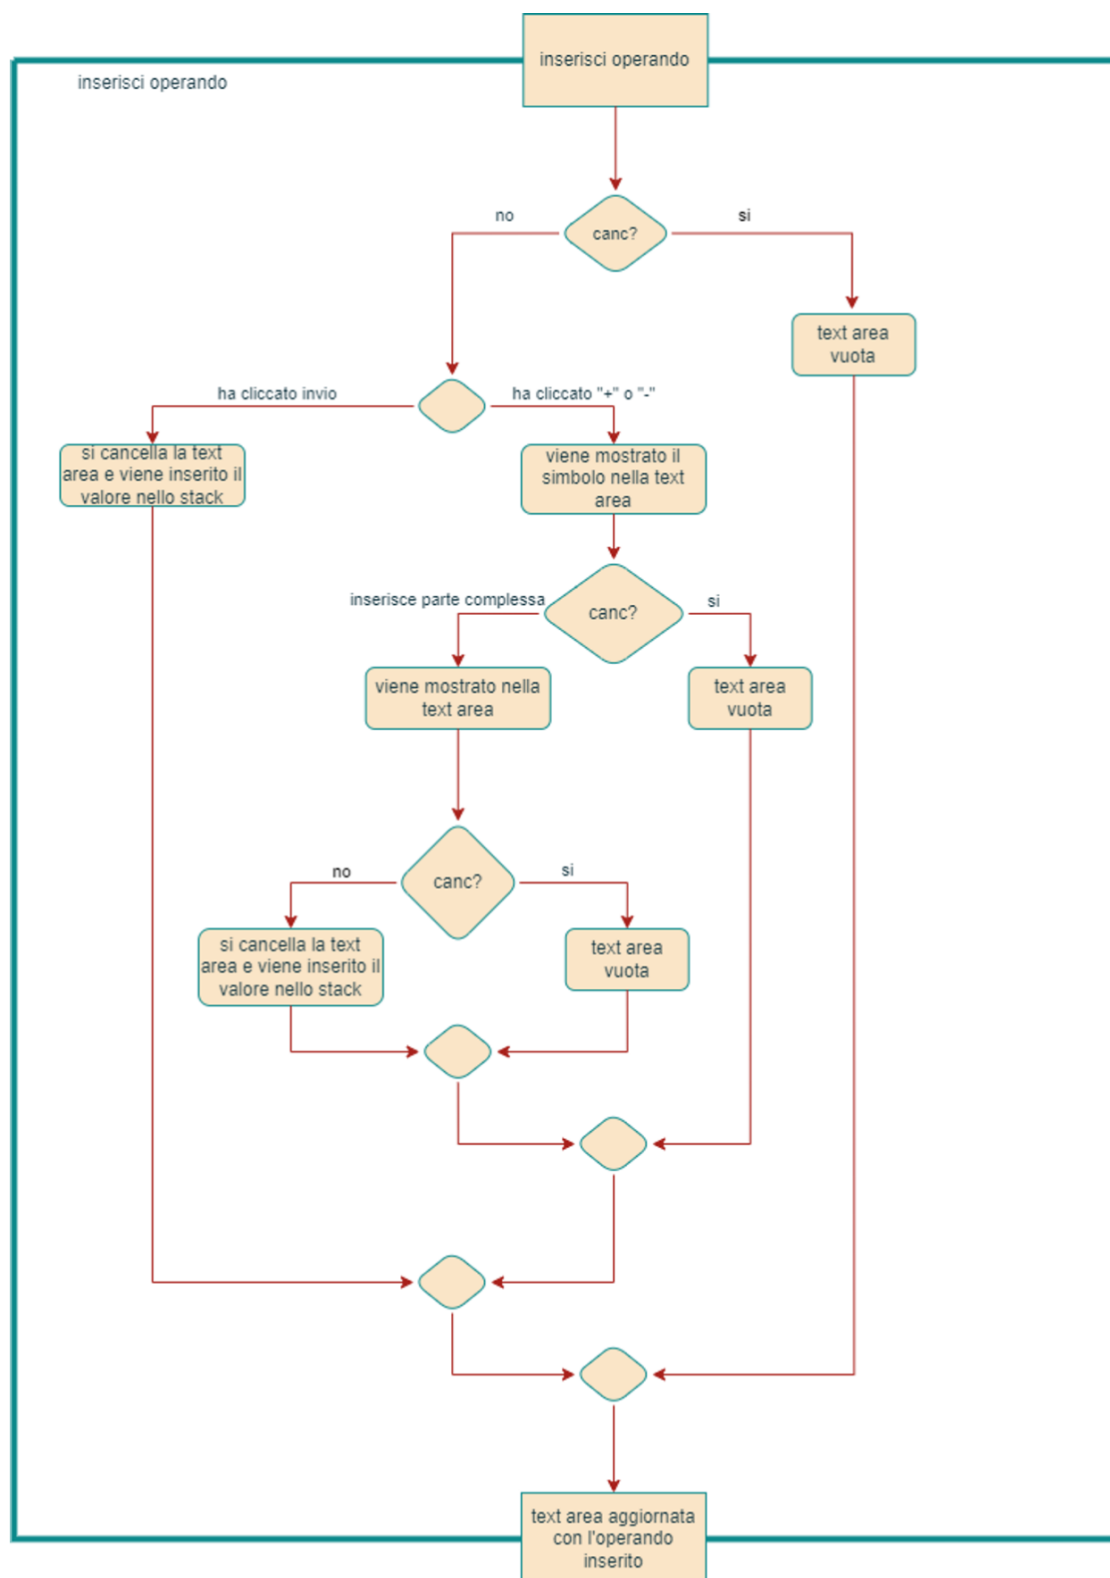 inserisci operando
inserisci operando
canc?
no
si
text area
vuota
ha cliccato invio
ha cliccato "+" o "-"
si cancella la text
area e viene inserito il
valore nello stack
viene mostrato il
simbolo nella text
area
canc?
inserisce parte complessa
si
viene mostrato nella
text area
text area
vuota
canc?
no
si
si cancella la text
area e viene inserito il
valore nello stack
text area
vuota
text area aggiornata
con l'operando
inserito